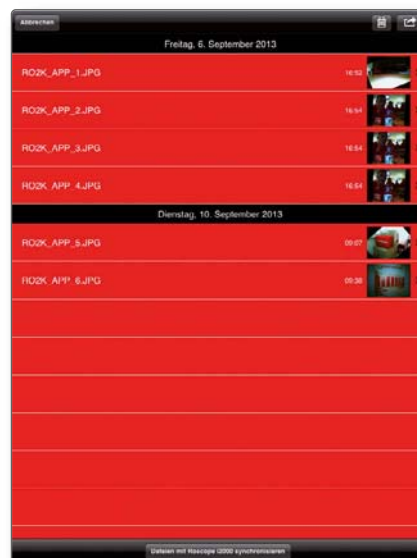 Abbrechen
Freitag, 6. September 2013
RO2K_APP_1.JPG 16:52
RO2K_APP_2.JPG 16:54
RO2K_APP_3.JPG 16:54
RO2K_APP_4.JPG 16:54
Dienstag, 10. September 2013
RO2K_APP_5.JPG 09:07
RO2K_APP_6.JPG 09:38
Dateien mit Roscope i2000 synchronisieren